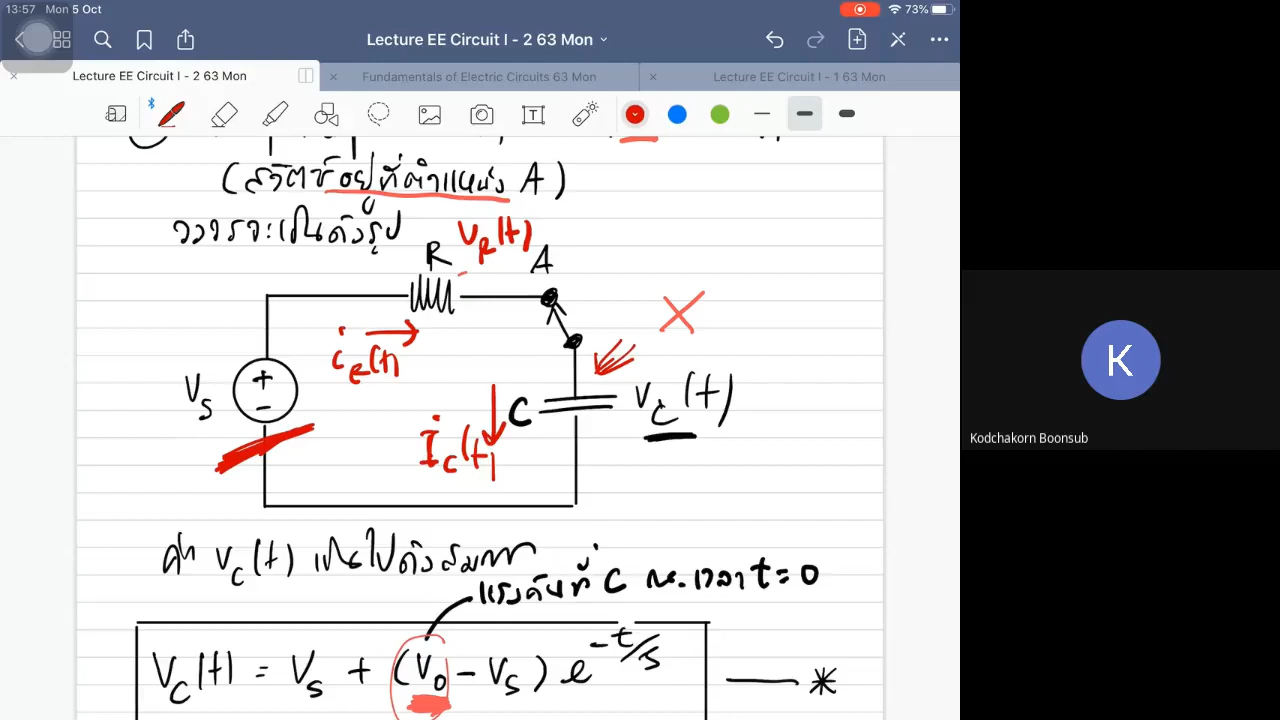 13:57 Mon 5 Oct
73%
Lecture EE Circuit I - 2 63 Mon
Lecture EE Circuit I - 2 63 Mon
Fundamentals of Electric Circuits 63 Mon
Lecture EE Circuit I - 1 63 Mon
(สวิตช์อยู่ที่ตำแหน่ง A)
วงจรจะเป็นดังรูป
R
V_R(t)
A
i_R(t)
V_S
+
−
I_C(t)
C
V_C(t)
K
Kodchakorn Boonsub
ค่า V_C(t) เป็นไปดังสมการ
แรงดันที่ C ณ เวลา t = 0
V_C(t) = V_S + (V_0 − V_S) e^{−t/τ} —— *